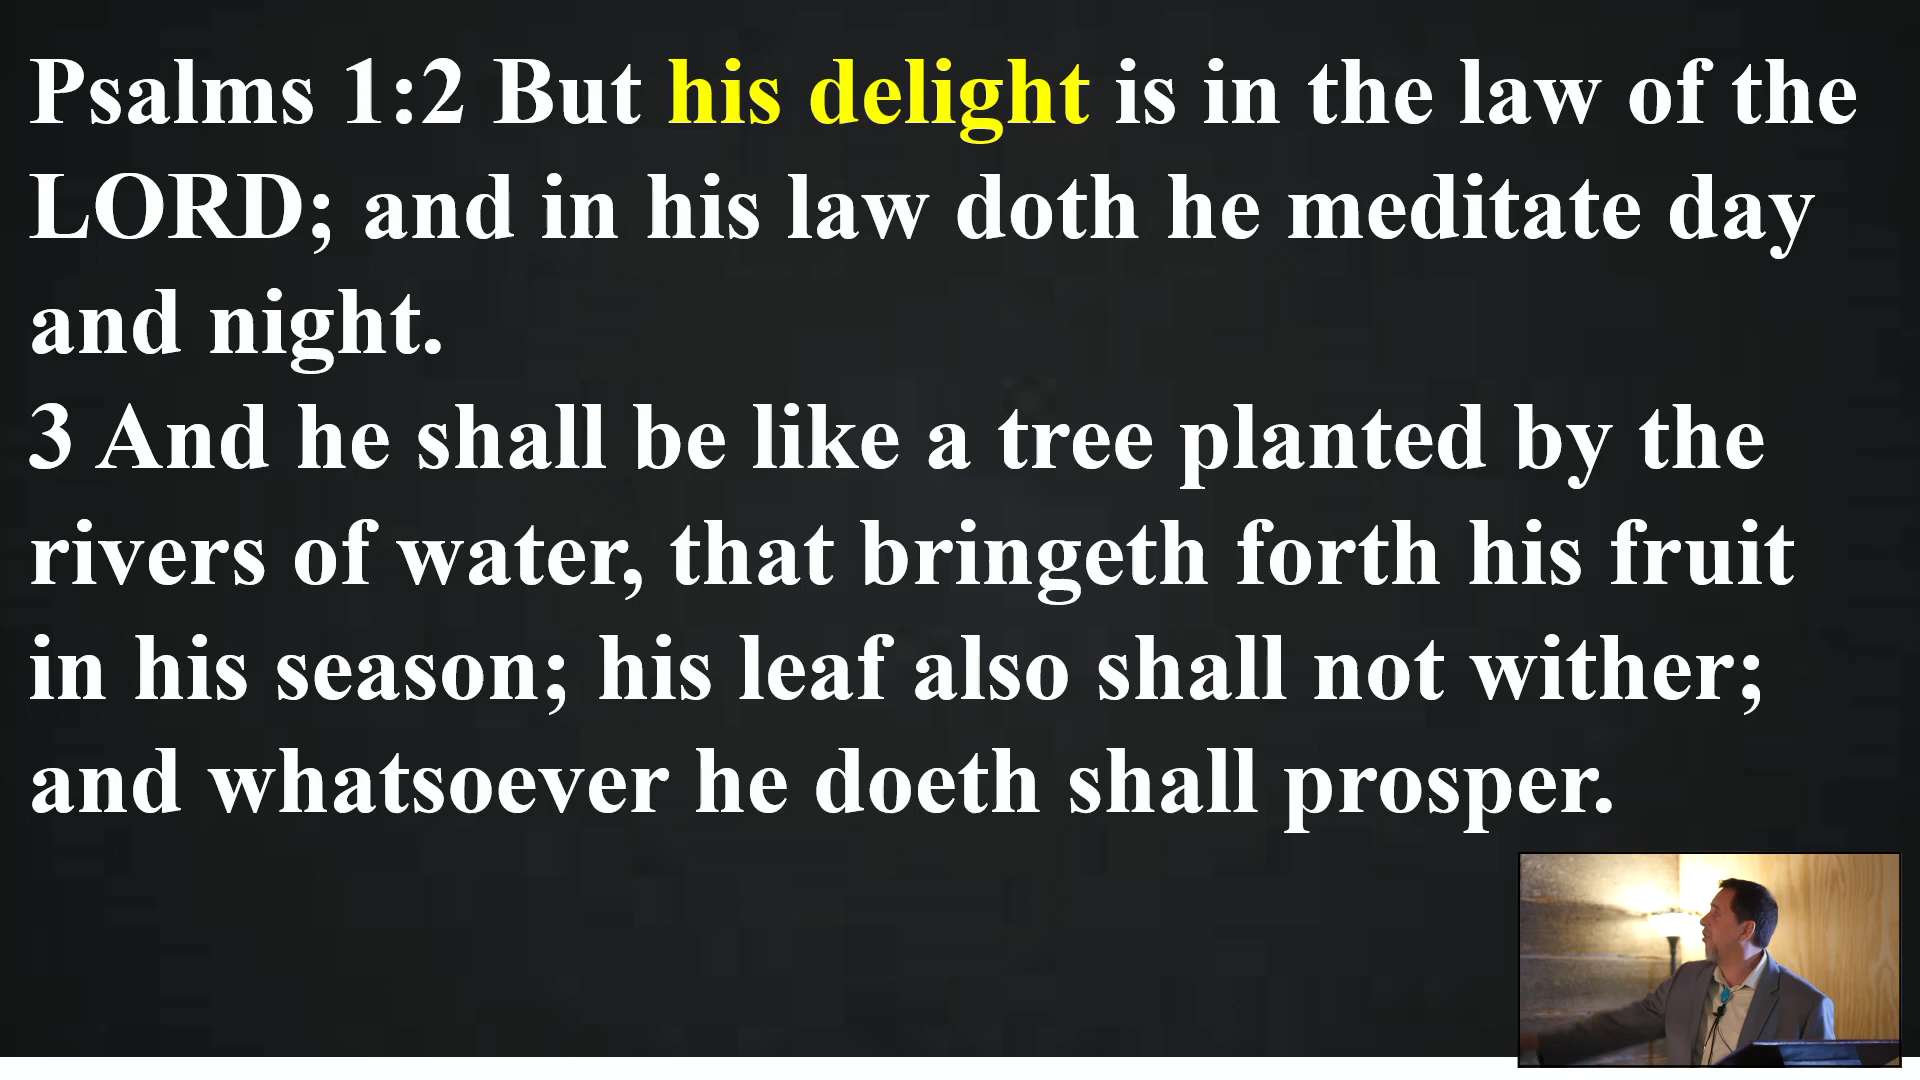 Psalms 1:2 But his delight is in the law of the
LORD; and in his law doth he meditate day
and night.
3 And he shall be like a tree planted by the
rivers of water, that bringeth forth his fruit
in his season; his leaf also shall not wither;
and whatsoever he doeth shall prosper.